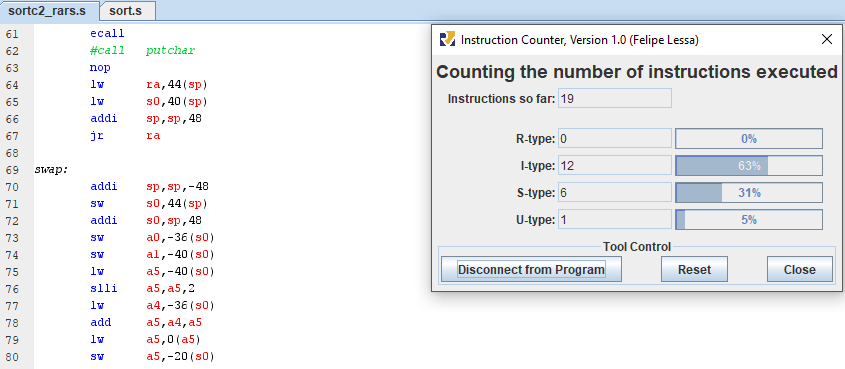 sortc2_rars.s sort.s
61 ecall
62 #call putchar
63 nop
64 lw ra,44(sp)
65 lw s0,40(sp)
66 addi sp,sp,48
67 jr ra
68
69 swap:
70 addi sp,sp,-48
71 sw s0,44(sp)
72 addi s0,sp,48
73 sw a0,-36(s0)
74 sw a1,-40(s0)
75 lw a5,-40(s0)
76 slli a5,a5,2
77 lw a4,-36(s0)
78 add a5,a4,a5
79 lw a5,0(a5)
80 sw a5,-20(s0)
Instruction Counter, Version 1.0 (Felipe Lessa)
Counting the number of instructions executed
Instructions so far: 19
R-type: 0 0%
I-type: 12 63%
S-type: 6 31%
U-type: 1 5%
Tool Control
Disconnect from Program Reset Close